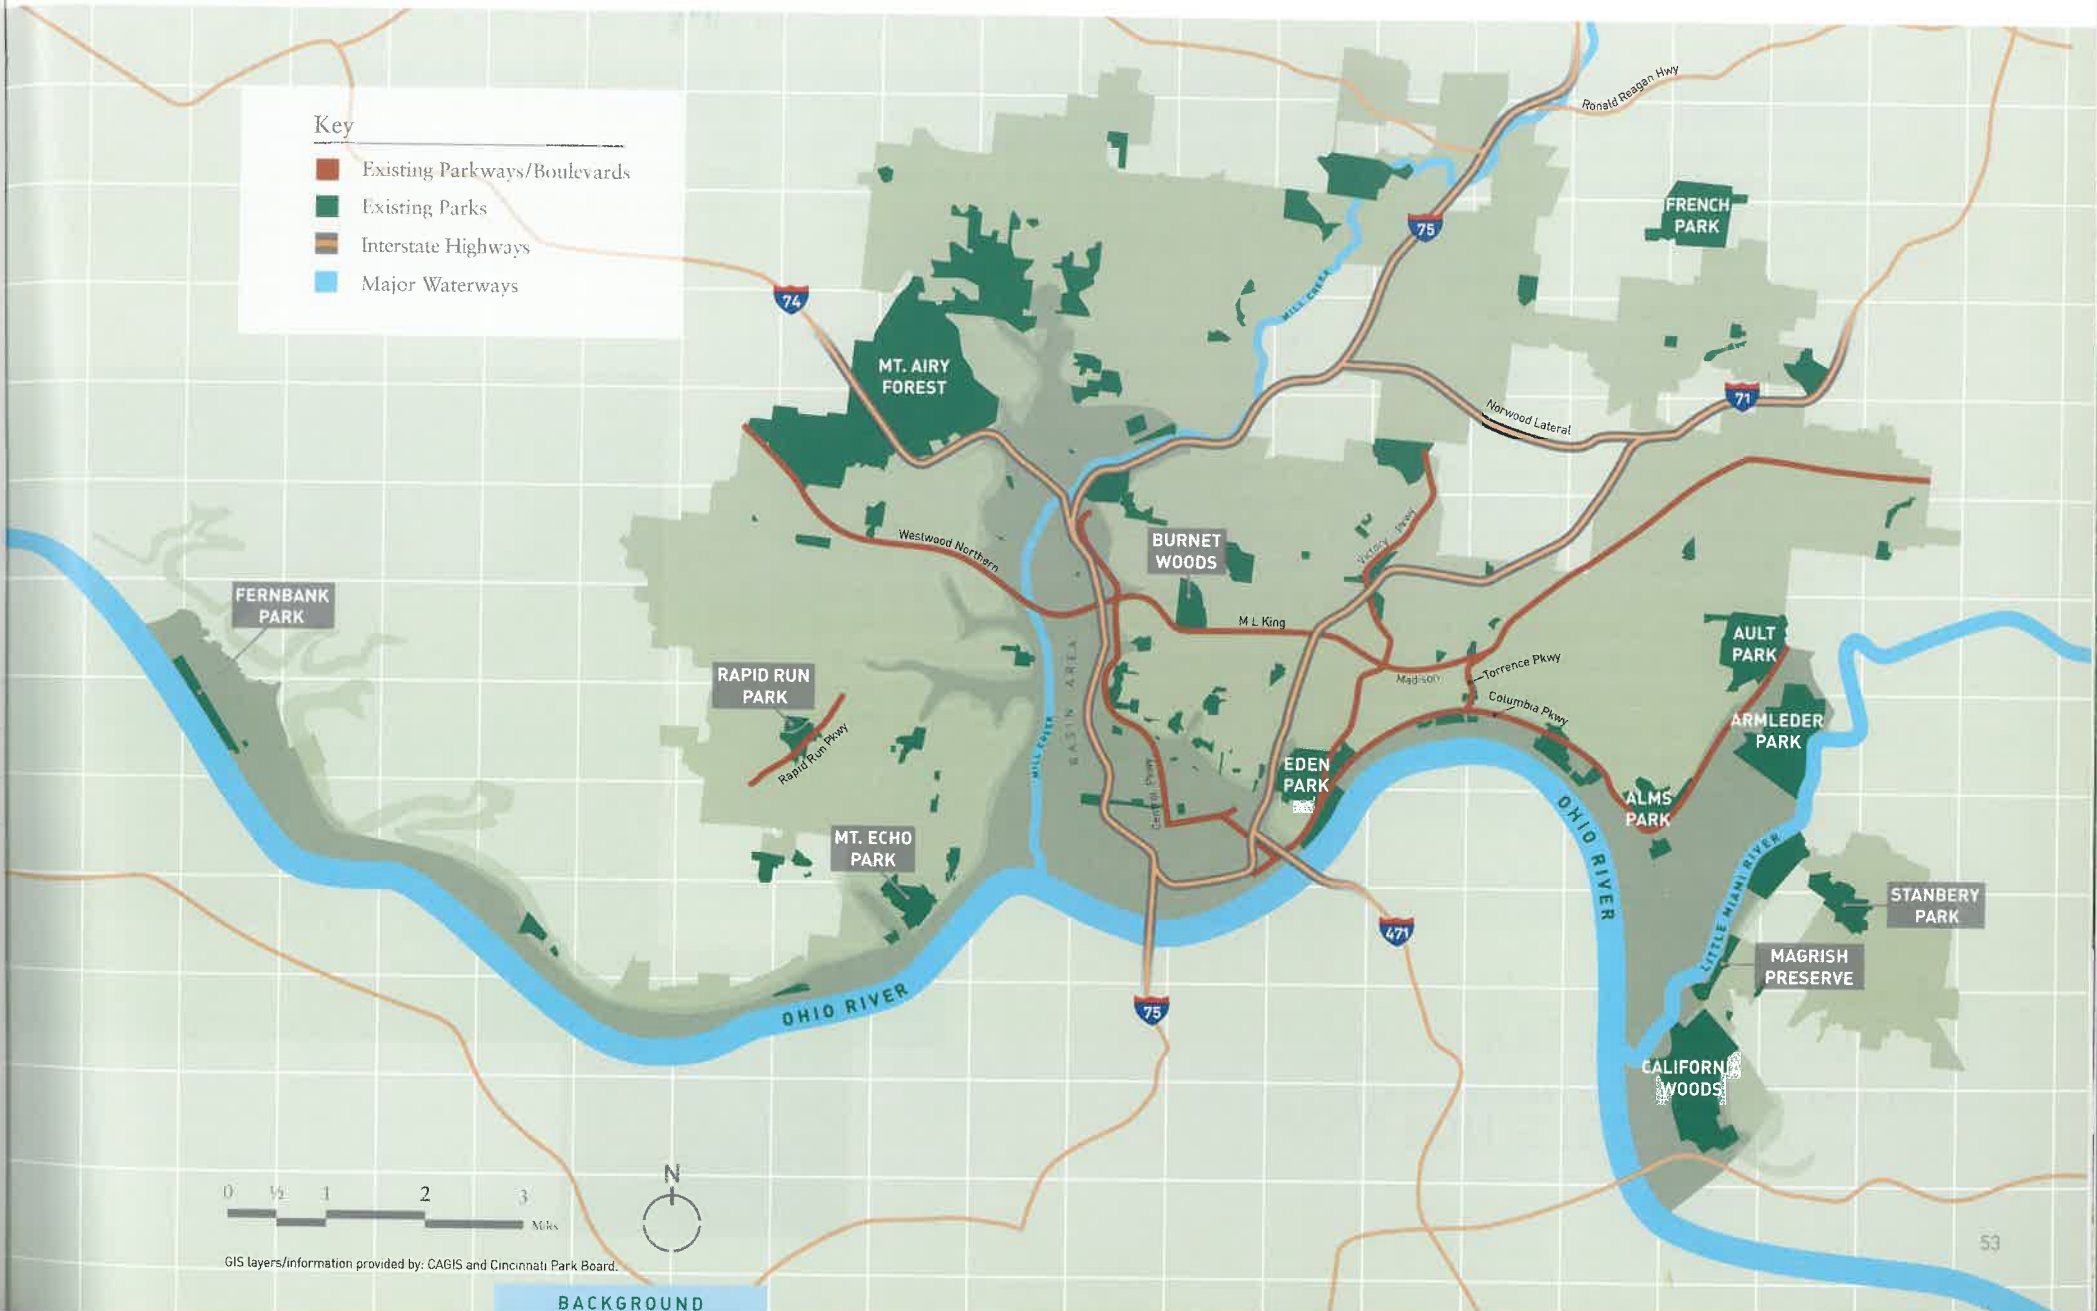 Key
Existing Parkways/Boulevards
Existing Parks
Interstate Highways
Major Waterways
Ronald Reagan Hwy
75
FRENCH
PARK
74
MILL CREEK
MT. AIRY
FOREST
71
Norwood Lateral
Victory Pkwy
Westwood Northern
BURNET
WOODS
FERNBANK
PARK
M L King
AULT
PARK
RAPID RUN
PARK
Torrence Pkwy
Madison
Columbia Pkwy
BASIN AREA
MILL CREEK
Rapid Run Pkwy
ARMLEDER
PARK
Central Pkwy
EDEN
PARK
ALMS
PARK
OHIO RIVER
MT. ECHO
PARK
LITTLE MIAMI RIVER
STANBERY
PARK
471
MAGRISH
PRESERVE
OHIO RIVER
75
CALIFORNIA
WOODS
N
0 ½ 1 2 3
Miles
GIS layers/information provided by: CAGIS and Cincinnati Park Board.
53
BACKGROUND